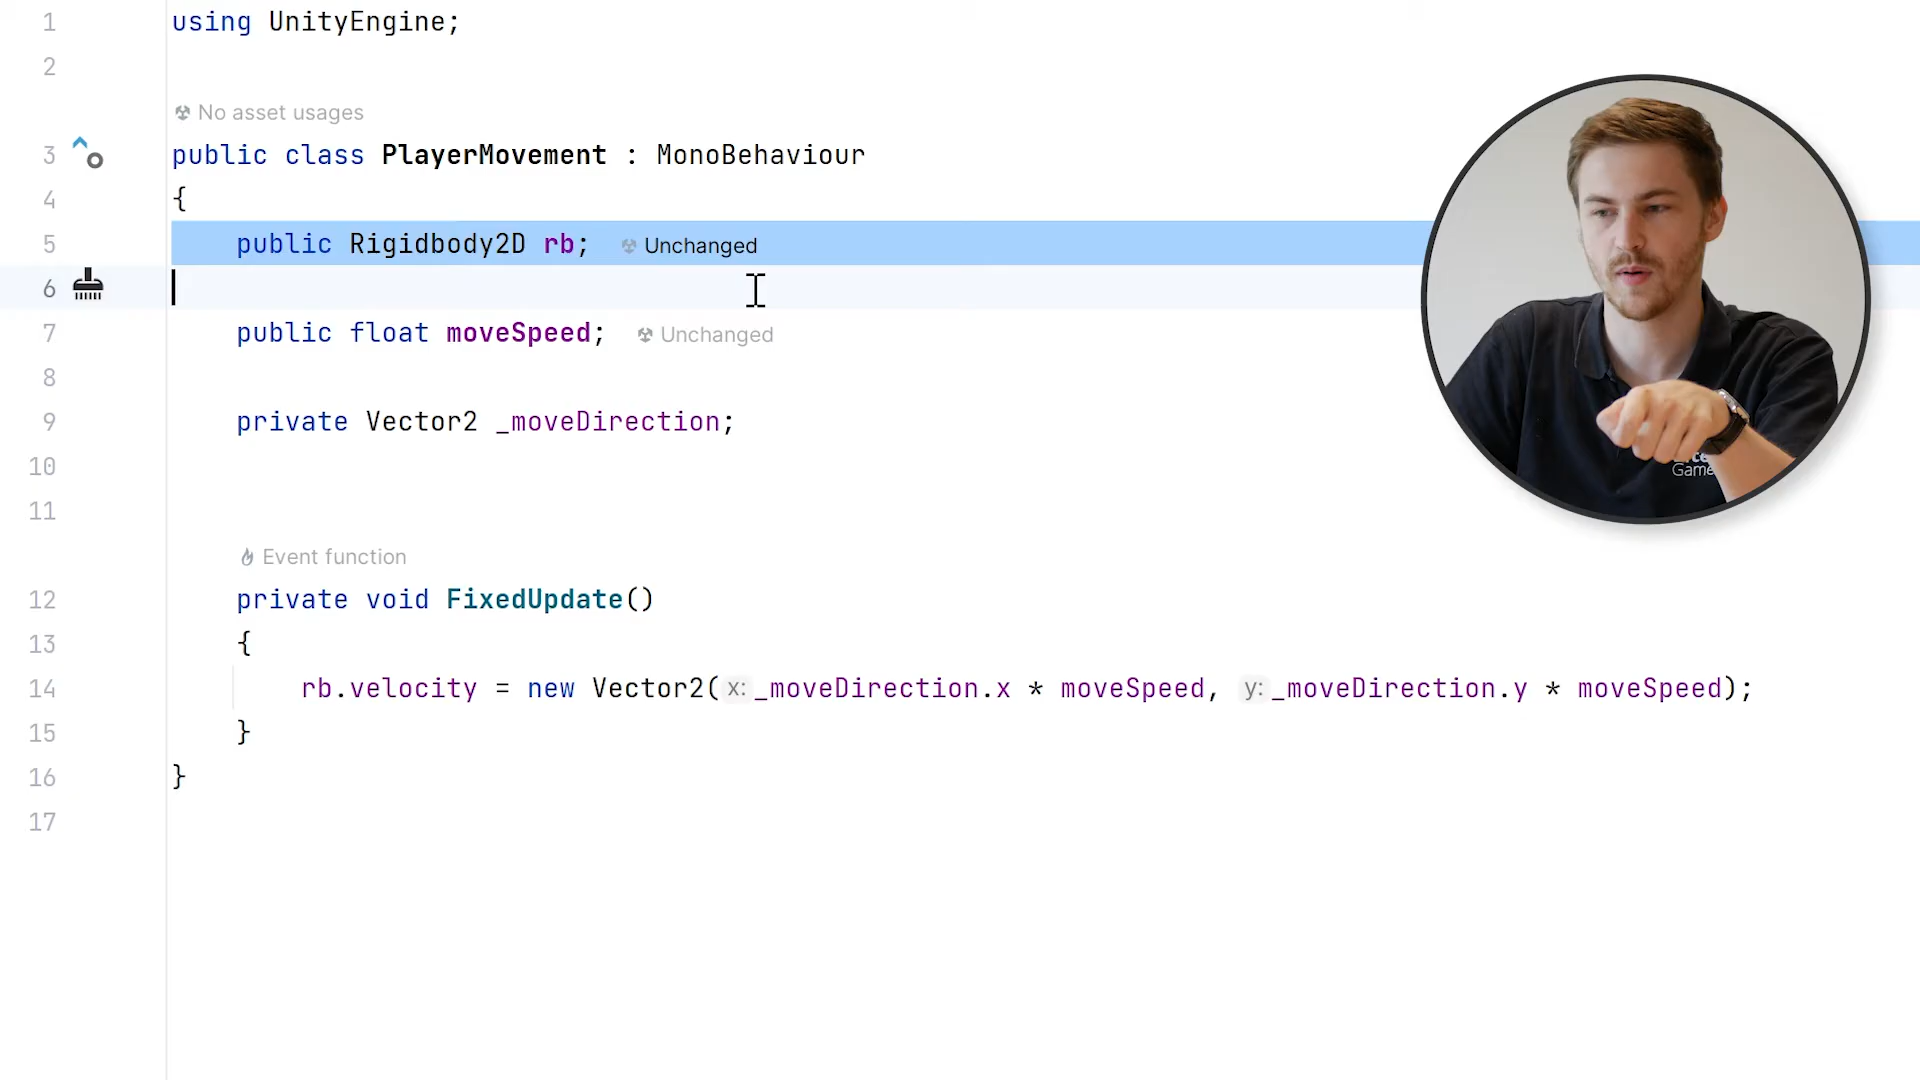 1 using UnityEngine;
2
No asset usages
3 public class PlayerMovement : MonoBehaviour
4 {
5 public Rigidbody2D rb; Unchanged
6
7 public float moveSpeed; Unchanged
8
9 private Vector2 _moveDirection;
10
11
Event function
12 private void FixedUpdate()
13 {
14 rb.velocity = new Vector2( x: _moveDirection.x * moveSpeed, y: _moveDirection.y * moveSpeed);
15 }
16 }
17
Game